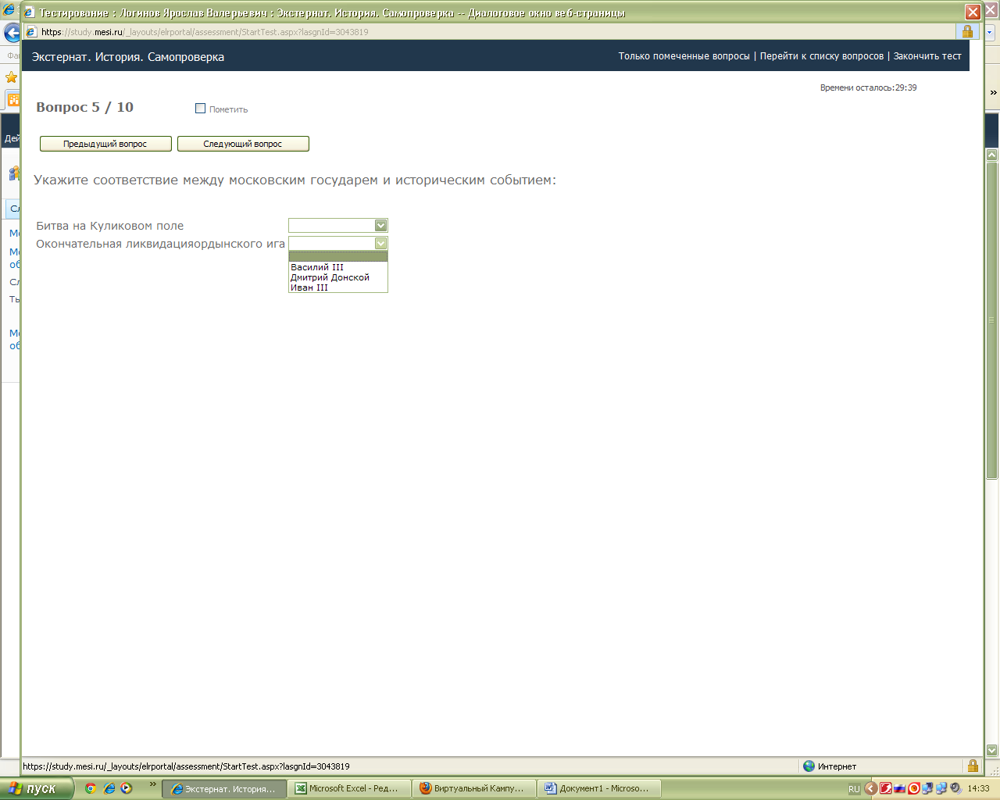 Тестирование : Логинов Ярослав Валерьевич : Экстернат. История. Самопроверка -- Диалоговое окно веб-страницы
https://study.mesi.ru/_layouts/elrportal/assessment/StartTest.aspx?lasgnId=3043819
Экстернат. История. Самопроверка
Только помеченные вопросы | Перейти к списку вопросов | Закончить тест
Времени осталось:29:39
Вопрос 5 / 10
Пометить
Предыдущий вопрос
Следующий вопрос
Укажите соответствие между московским государем и историческим событием:
Битва на Куликовом поле
Окончательная ликвидацияордынского ига
Василий III
Дмитрий Донской
Иван III
https://study.mesi.ru/_layouts/elrportal/assessment/StartTest.aspx?lasgnId=3043819
Интернет
пуск
»
Экстернат. История...
Microsoft Excel - Ред...
Виртуальный Кампу...
Документ1 - Microso...
RU
14:33